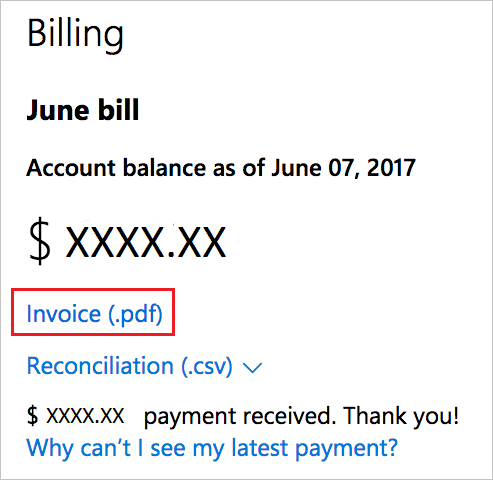 Billing
June bill
Account balance as of June 07, 2017
$ XXXX.XX
Invoice (.pdf)
Reconciliation (.csv)
$ XXXX.XX payment received. Thank you!
Why can't I see my latest payment?